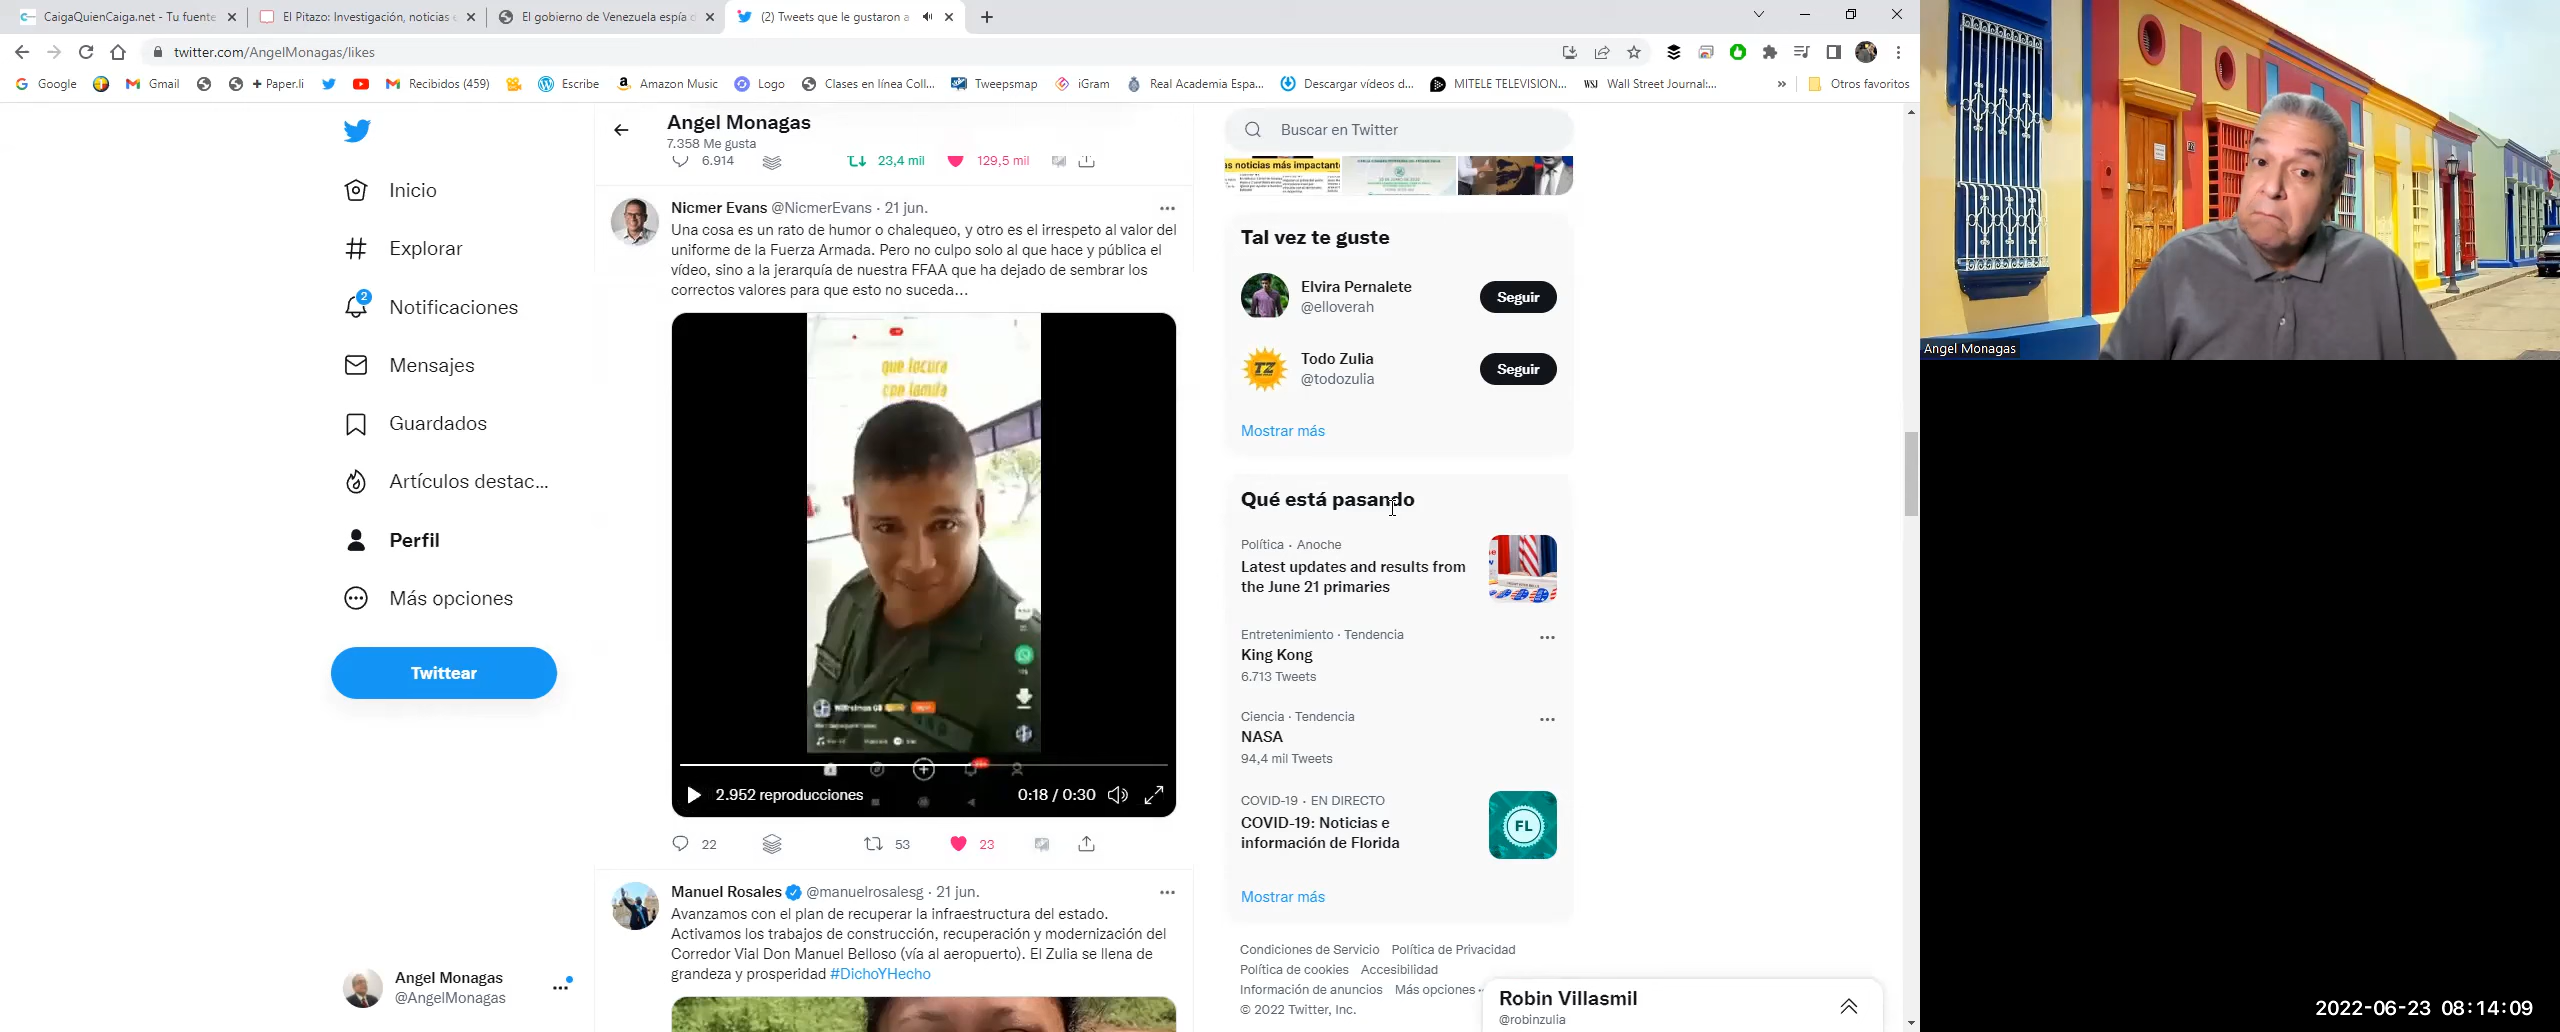 CaigaQuienCaiga.net - Tu fuente
El Pitazo: Investigación, noticias
El gobierno de Venezuela espía
(2) Tweets que le gustaron a
twitter.com/AngelMonagas/likes
Google
Gmail
+ Paper.li
Recibidos (459)
Escribe
Amazon Music
Logo
Clases en línea Coll...
Tweepsmap
iGram
Real Academia Espa...
Descargar vídeos d...
MITELE TELEVISION...
WSJ Wall Street Journal:...
»
Otros favoritos
Inicio
Explorar
2
Notificaciones
Mensajes
Guardados
Artículos destac...
Perfil
Más opciones
Twittear
Angel Monagas
@AngelMonagas
Angel Monagas
7.358 Me gusta
6.914
23,4 mil
129,5 mil
Nicmer Evans @NicmerEvans · 21 jun.
Una cosa es un rato de humor o chalequeo, y otro es el irrespeto al valor del
uniforme de la Fuerza Armada. Pero no culpo solo al que hace y pública el
vídeo, sino a la jerarquía de nuestra FFAA que ha dejado de sembrar los
correctos valores para que esto no suceda...
que locura
2.952 reproducciones
0:18 / 0:30
22
53
23
Manuel Rosales @manuelrosalesg · 21 jun.
Avanzamos con el plan de recuperar la infraestructura del estado.
Activamos los trabajos de construcción, recuperación y modernización del
Corredor Vial Don Manuel Belloso (vía al aeropuerto). El Zulia se llena de
grandeza y prosperidad #DichoYHecho
Buscar en Twitter
as noticias más impactante
Tal vez te guste
Elvira Pernalete
@elloverah
Seguir
TZ
Todo Zulia
@todozulia
Seguir
Mostrar más
Qué está pasando
Política · Anoche
Latest updates and results from
the June 21 primaries
Entretenimiento · Tendencia
King Kong
6.713 Tweets
Ciencia · Tendencia
NASA
94,4 mil Tweets
COVID-19 · EN DIRECTO
COVID-19: Noticias e
información de Florida
FL
Mostrar más
Condiciones de Servicio Política de Privacidad
Política de cookies Accesibilidad
Información de anuncios Más opciones
© 2022 Twitter, Inc.
Robin Villasmil
@robinzulia
Angel Monagas
2022-06-23 08:14:09